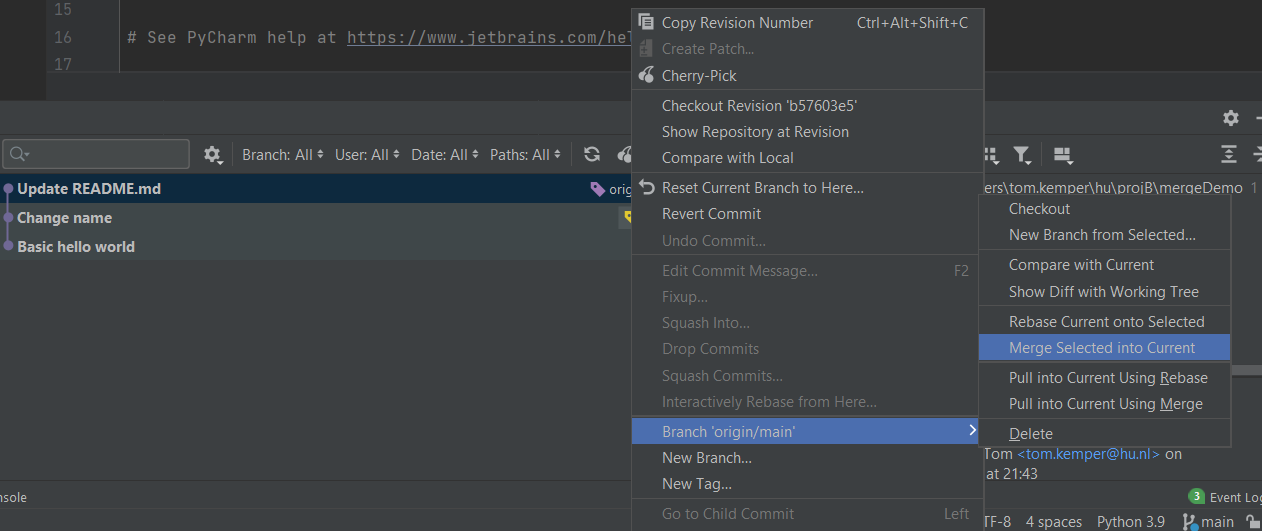 15
16 # See PyCharm help at https://www.jetbrains.com/hel
17
Copy Revision Number Ctrl+Alt+Shift+C
Create Patch...
Cherry-Pick
Checkout Revision 'b57603e5'
Show Repository at Revision
Compare with Local
Reset Current Branch to Here...
Revert Commit
Undo Commit...
Edit Commit Message... F2
Fixup...
Squash Into...
Drop Commits
Squash Commits...
Interactively Rebase from Here...
Branch 'origin/main'
New Branch...
New Tag...
Go to Child Commit Left
Branch: All User: All Date: All Paths: All
Update README.md orig
Change name
Basic hello world
ers\tom.kemper\hu\projB\mergeDemo 1
Checkout
New Branch from Selected...
Compare with Current
Show Diff with Working Tree
Rebase Current onto Selected
Merge Selected into Current
Pull into Current Using Rebase
Pull into Current Using Merge
Delete
Tom <tom.kemper@hu.nl> on
at 21:43
nsole
3 Event Log
TF-8 4 spaces Python 3.9 main